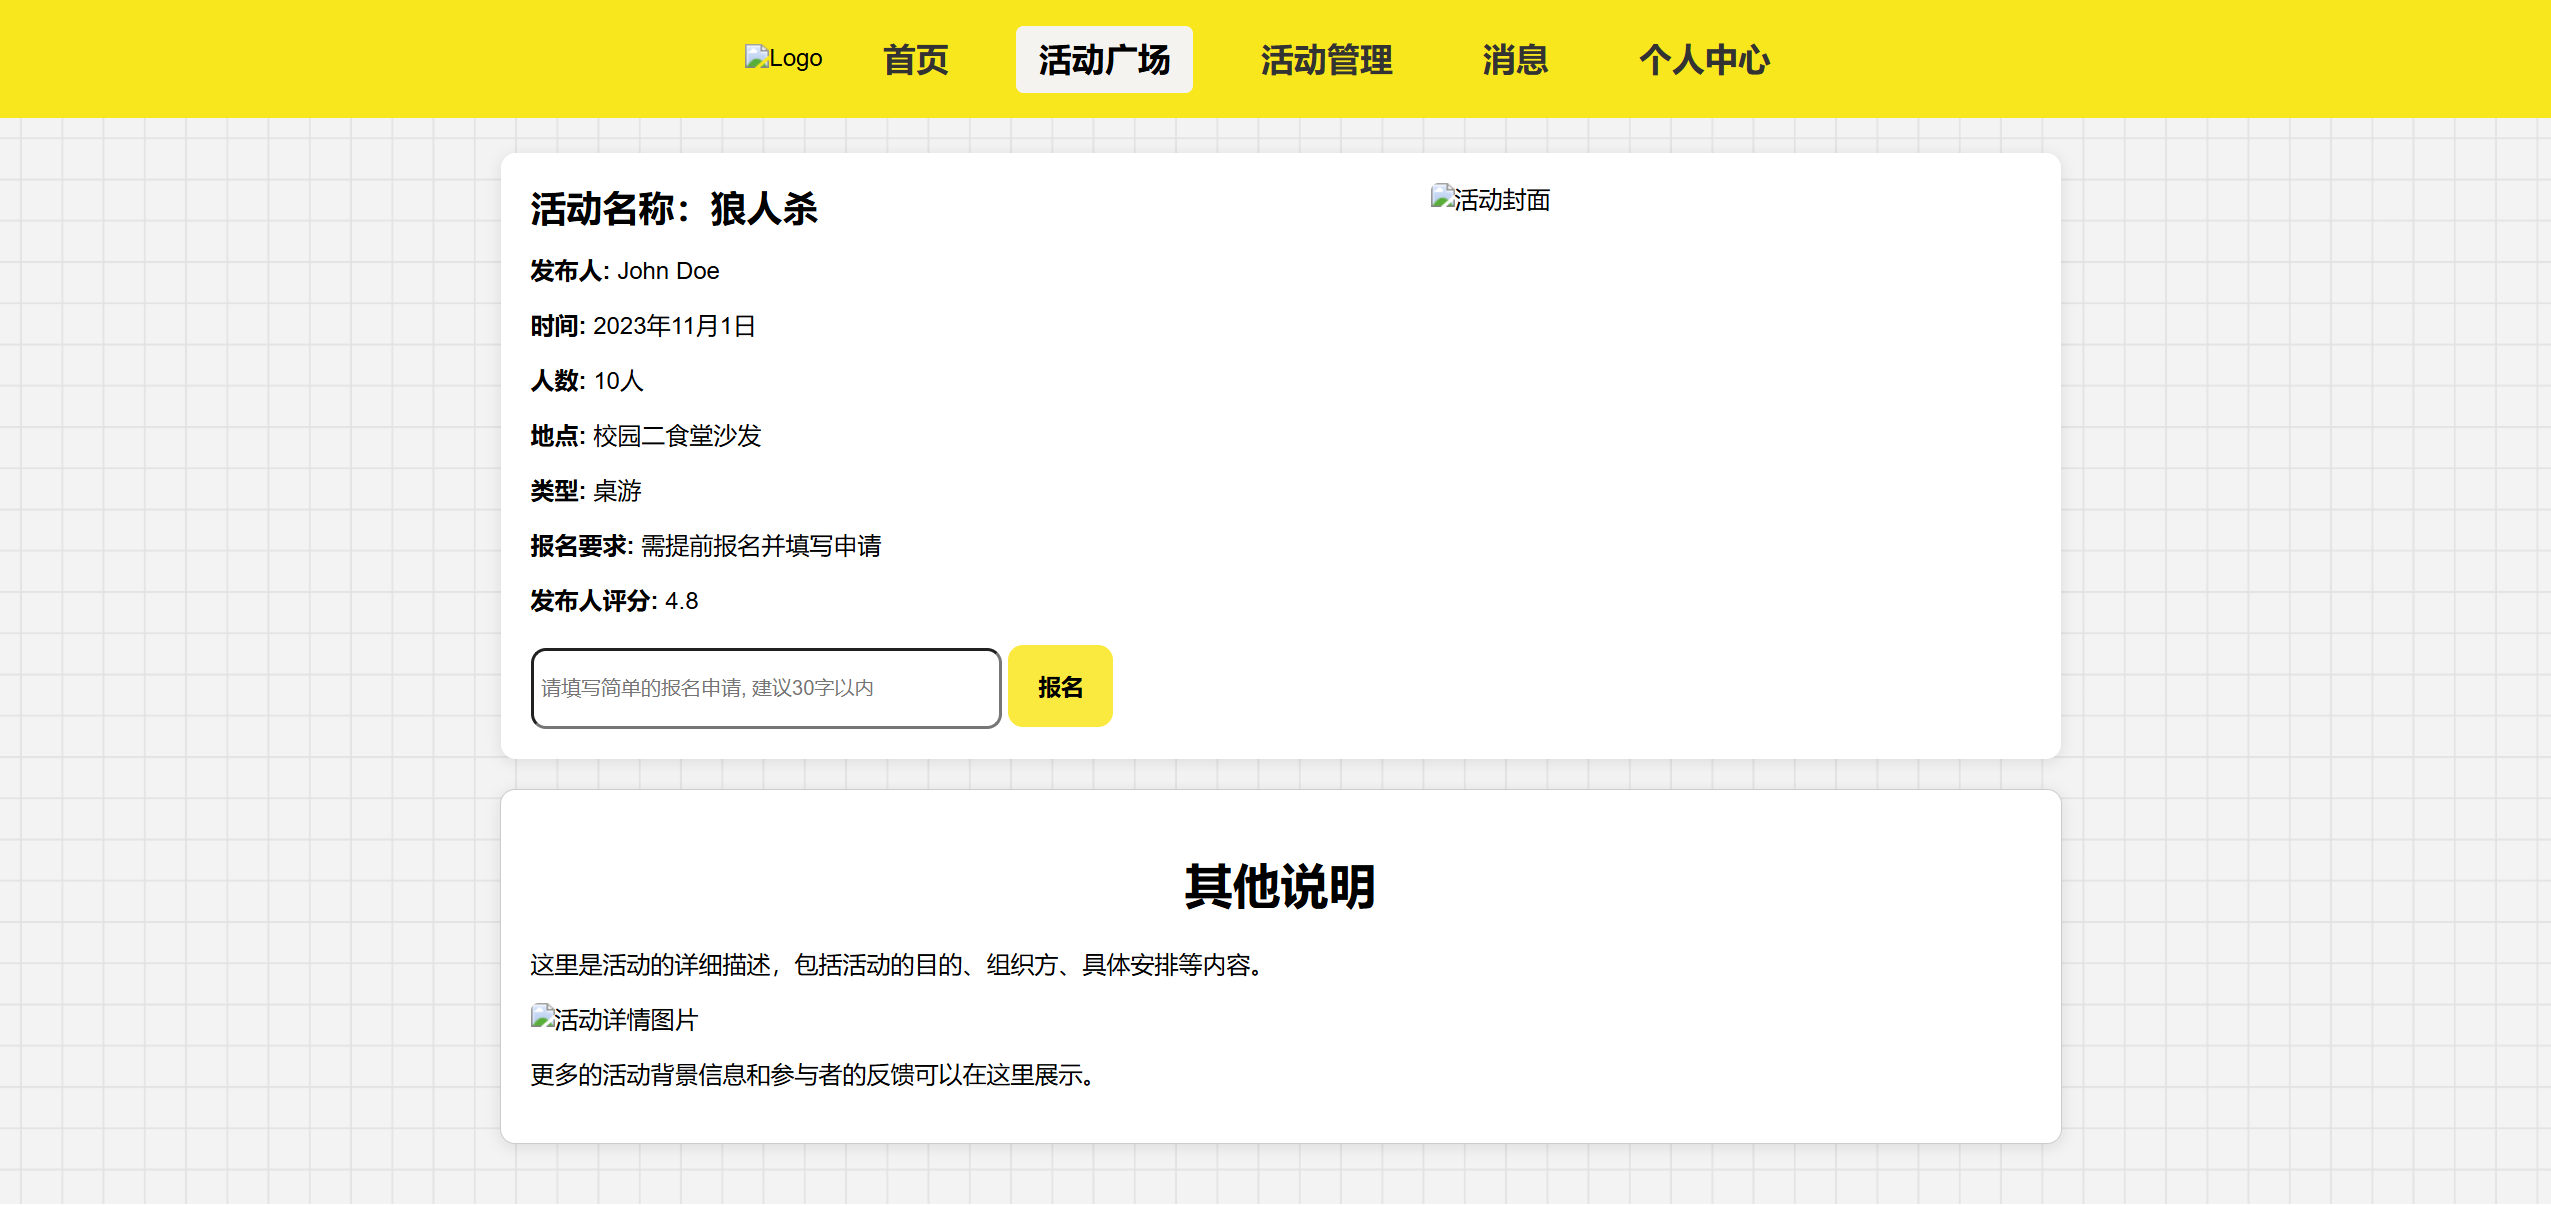 Logo 首页 活动广场 活动管理 消息 个人中心
活动名称：狼人杀
活动封面
发布人: John Doe
时间: 2023年11月1日
人数: 10人
地点: 校园二食堂沙发
类型: 桌游
报名要求: 需提前报名并填写申请
发布人评分: 4.8
请填写简单的报名申请, 建议30字以内 报名
其他说明
这里是活动的详细描述，包括活动的目的、组织方、具体安排等内容。
活动详情图片
更多的活动背景信息和参与者的反馈可以在这里展示。